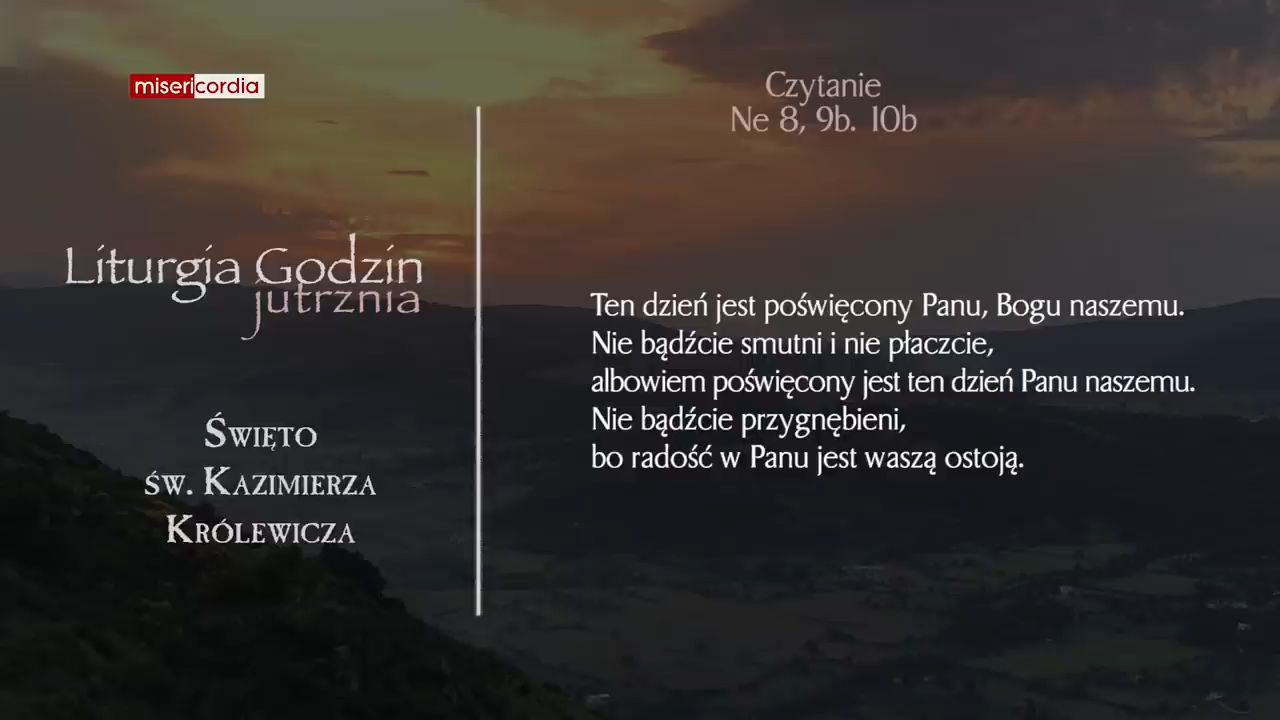 misericordia
Liturgia Godzin
jutrznia
Święto
św. Kazimierza
Królewicza
Czytanie
Ne 8, 9b. 10b
Ten dzień jest poświęcony Panu, Bogu naszemu.
Nie bądźcie smutni i nie płaczcie,
albowiem poświęcony jest ten dzień Panu naszemu.
Nie bądźcie przygnębieni,
bo radość w Panu jest waszą ostoją.